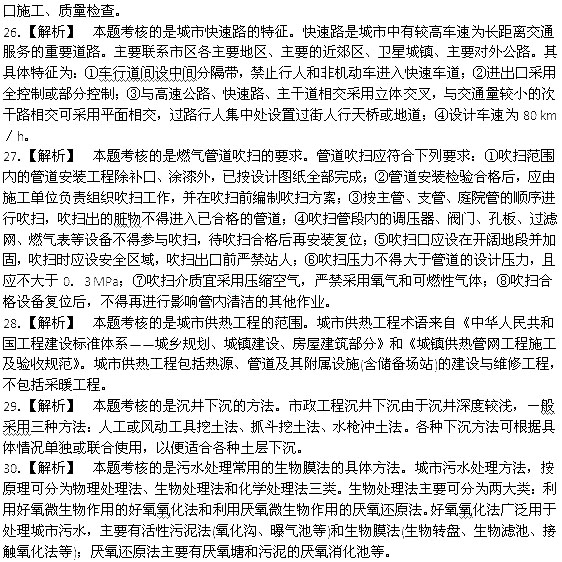 口施工、质量检查。
26.【解析】 本题考核的是城市快速路的特征。快速路是城市中有较高车速为长距离交通
服务的重要道路。主要联系市区各主要地区、主要的近郊区、卫星城镇、主要对外公路。其
具体特征为：①车行道间设中间分隔带，禁止行人和非机动车进入快速车道；②进出口采用
全控制或部分控制；③与高速公路、快速路、主干道相交采用立体交叉，与交通量较小的次
干路相交可采用平面相交，过路行人集中处设置过街人行天桥或地道；④设计车速为 80 km
／h。
27.【解析】 本题考核的是燃气管道吹扫的要求。管道吹扫应符合下列要求：①吹扫范围
内的管道安装工程除补口、涂漆外，已按设计图纸全部完成；②管道安装检验合格后，应由
施工单位负责组织吹扫工作，并在吹扫前编制吹扫方案；③按主管、支管、庭院管的顺序进
行吹扫，吹扫出的脏物不得进入已合格的管道；④吹扫管段内的调压器、阀门、孔板、过滤
网、燃气表等设备不得参与吹扫，待吹扫合格后再安装复位；⑤吹扫口应设在开阔地段并加
固，吹扫时应设安全区域，吹扫出口前严禁站人；⑥吹扫压力不得大于管道的设计压力，且
应不大于 0．3 MPa；⑦吹扫介质宜采用压缩空气，严禁采用氧气和可燃性气体；⑧吹扫合
格设备复位后，不得再进行影响管内清洁的其他作业。
28.【解析】 本题考核的是城市供热工程的范围。城市供热工程术语来自《中华人民共和
国工程建设标准体系——城乡规划、城镇建设、房屋建筑部分》和《城镇供热管网工程施工
及验收规范》。城市供热工程包括热源、管道及其附属设施(含储备场站)的建设与维修工程，
不包括采暖工程。
29.【解析】 本题考核的是沉井下沉的方法。市政工程沉井下沉由于沉井深度较浅，一般
采用三种方法：人工或风动工具挖土法、抓斗挖土法、水枪冲土法。各种下沉方法可根据具
体情况单独或联合使用，以便适合各种土层下沉。
30.【解析】 本题考核的是污水处理常用的生物膜法的具体方法。城市污水处理方法，按
原理可分为物理处理法、生物处理法和化学处理法三类。生物处理法主要可分为两大类：利
用好氧微生物作用的好氧氧化法和利用厌氧微生物作用的厌氧还原法。好氧氧化法广泛用于
处理城市污水，主要有活性污泥法(氧化沟、曝气池等)和生物膜法(生物转盘、生物滤池、接
触氧化法等)；厌氧还原法主要有厌氧塘和污泥的厌氧消化池等。